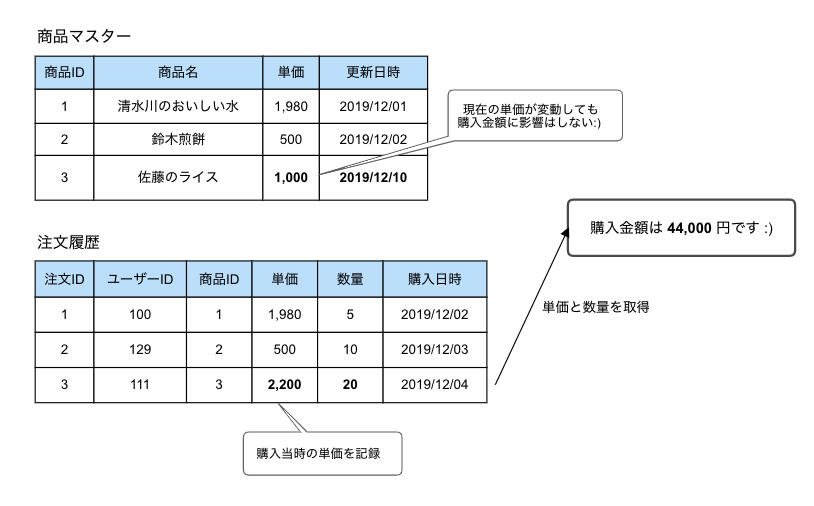 商品マスター
商品ID 商品名 単価 更新日時
1 清水川のおいしい水 1,980 2019/12/01
2 鈴木煎餅 500 2019/12/02
3 佐藤のライス 1,000 2019/12/10
現在の単価が変動しても
購入金額に影響はしない:)
注文履歴
注文ID ユーザーID 商品ID 単価 数量 購入日時
1 100 1 1,980 5 2019/12/02
2 129 2 500 10 2019/12/03
3 111 3 2,200 20 2019/12/04
購入金額は 44,000 円です :)
単価と数量を取得
購入当時の単価を記録